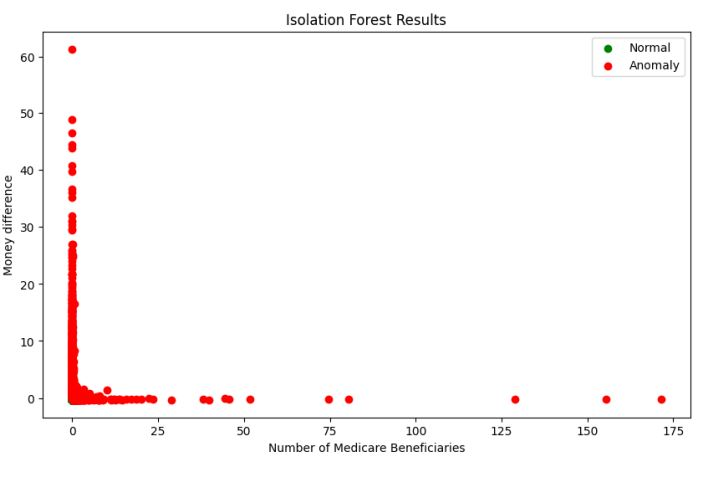 Isolation Forest Results
Normal
Anomaly
60
50
40
30
20
10
0
Money difference
0 25 50 75 100 125 150 175
Number of Medicare Beneficiaries